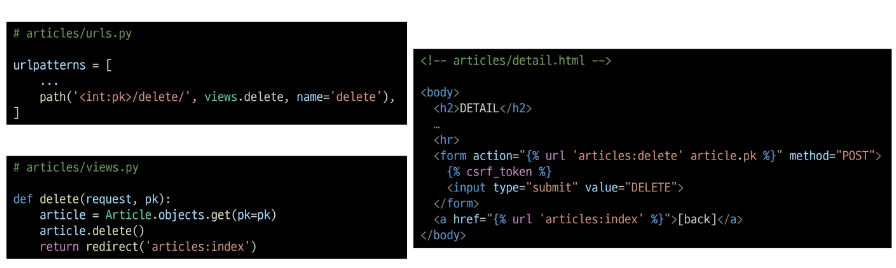 # articles/urls.py
urlpatterns = [
    ...
    path('<int:pk>/delete/', views.delete, name='delete'),
]
# articles/views.py
def delete(request, pk):
    article = Article.objects.get(pk=pk)
    article.delete()
    return redirect('articles:index')
<!-- articles/detail.html -->
<body>
  <h2>DETAIL</h2>
  …
  <hr>
  <form action="{% url 'articles:delete' article.pk %}" method="POST">
    {% csrf_token %}
    <input type="submit" value="DELETE">
  </form>
  <a href="{% url 'articles:index' %}">[back]</a>
</body>